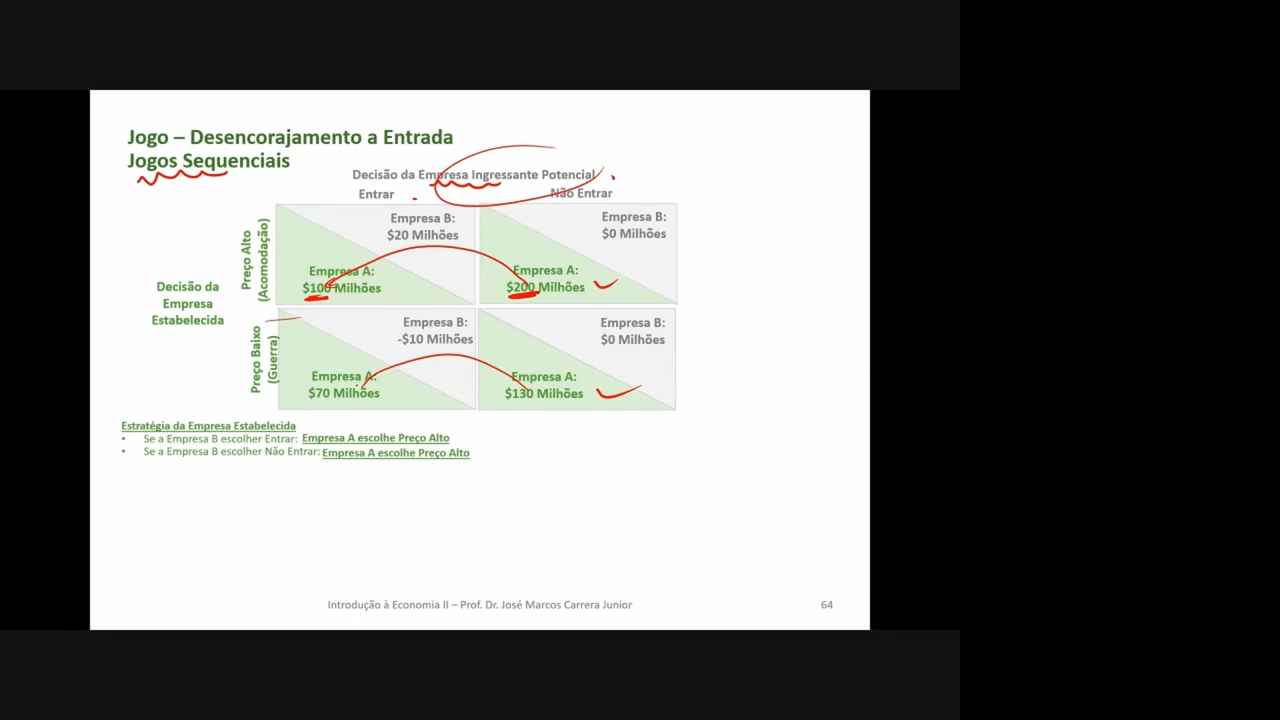 Jogo – Desencorajamento a Entrada
Jogos Sequenciais
Decisão da Empresa Ingressante Potencial
Entrar
Não Entrar
Decisão da
Empresa
Estabelecida
Preço Alto
(Acomodação)
Empresa B:
$20 Milhões
Empresa A:
$100 Milhões
Empresa B:
$0 Milhões
Empresa A:
$200 Milhões
Preço Baixo
(Guerra)
Empresa B:
-$10 Milhões
Empresa A:
$70 Milhões
Empresa B:
$0 Milhões
Empresa A:
$130 Milhões
Estratégia da Empresa Estabelecida
• Se a Empresa B escolher Entrar: Empresa A escolhe Preço Alto
• Se a Empresa B escolher Não Entrar: Empresa A escolhe Preço Alto
Introdução à Economia II – Prof. Dr. José Marcos Carrera Junior
64